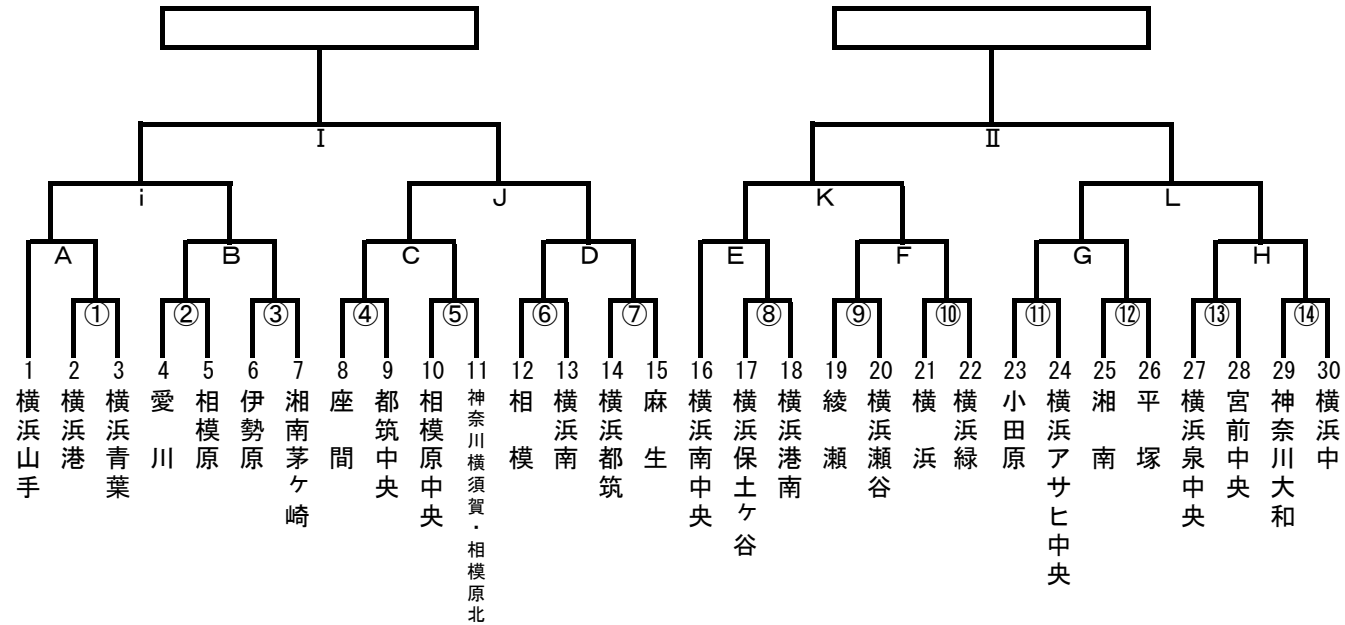 Ⅰ Ⅱ
i J K L
A B C D E F G H
① ② ③ ④ ⑤ ⑥ ⑦ ⑧ ⑨ ⑩ ⑪ ⑫ ⑬ ⑭
1 横浜山手
2 横浜港
3 横浜青葉
4 愛川
5 相模原
6 伊勢原
7 湘南茅ヶ崎
8 座間
9 都筑中央
10 相模原中央
11 神奈川横須賀・相模原北
12 相模
13 横浜南
14 横浜都筑
15 麻生
16 横浜南中央
17 横浜保土ヶ谷
18 横浜港南
19 綾瀬
20 横浜瀬谷
21 横浜
22 横浜緑
23 小田原
24 横浜アサヒ中央
25 湘南
26 平塚
27 横浜泉中央
28 宮前中央
29 神奈川大和
30 横浜中